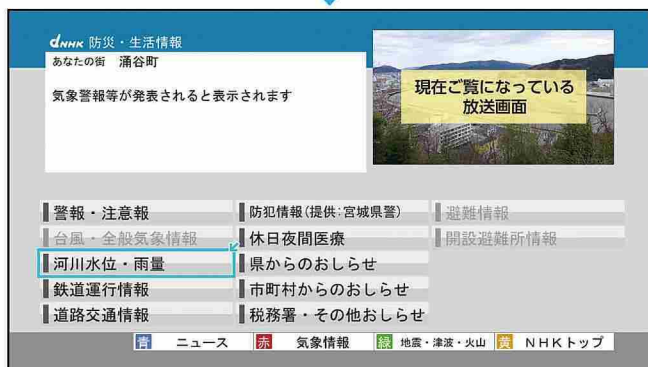 dNHK 防災・生活情報
あなたの街 涌谷町
気象警報等が発表されると表示されます
現在ご覧になっている
放送画面
警報・注意報
防犯情報(提供:宮城県警)
避難情報
台風・全般気象情報
休日夜間医療
開設避難所情報
河川水位・雨量
県からのおしらせ
鉄道運行情報
市町村からのおしらせ
道路交通情報
税務署・その他おしらせ
青 ニュース 赤 気象情報 緑 地震・津波・火山 黄 NHKトップ